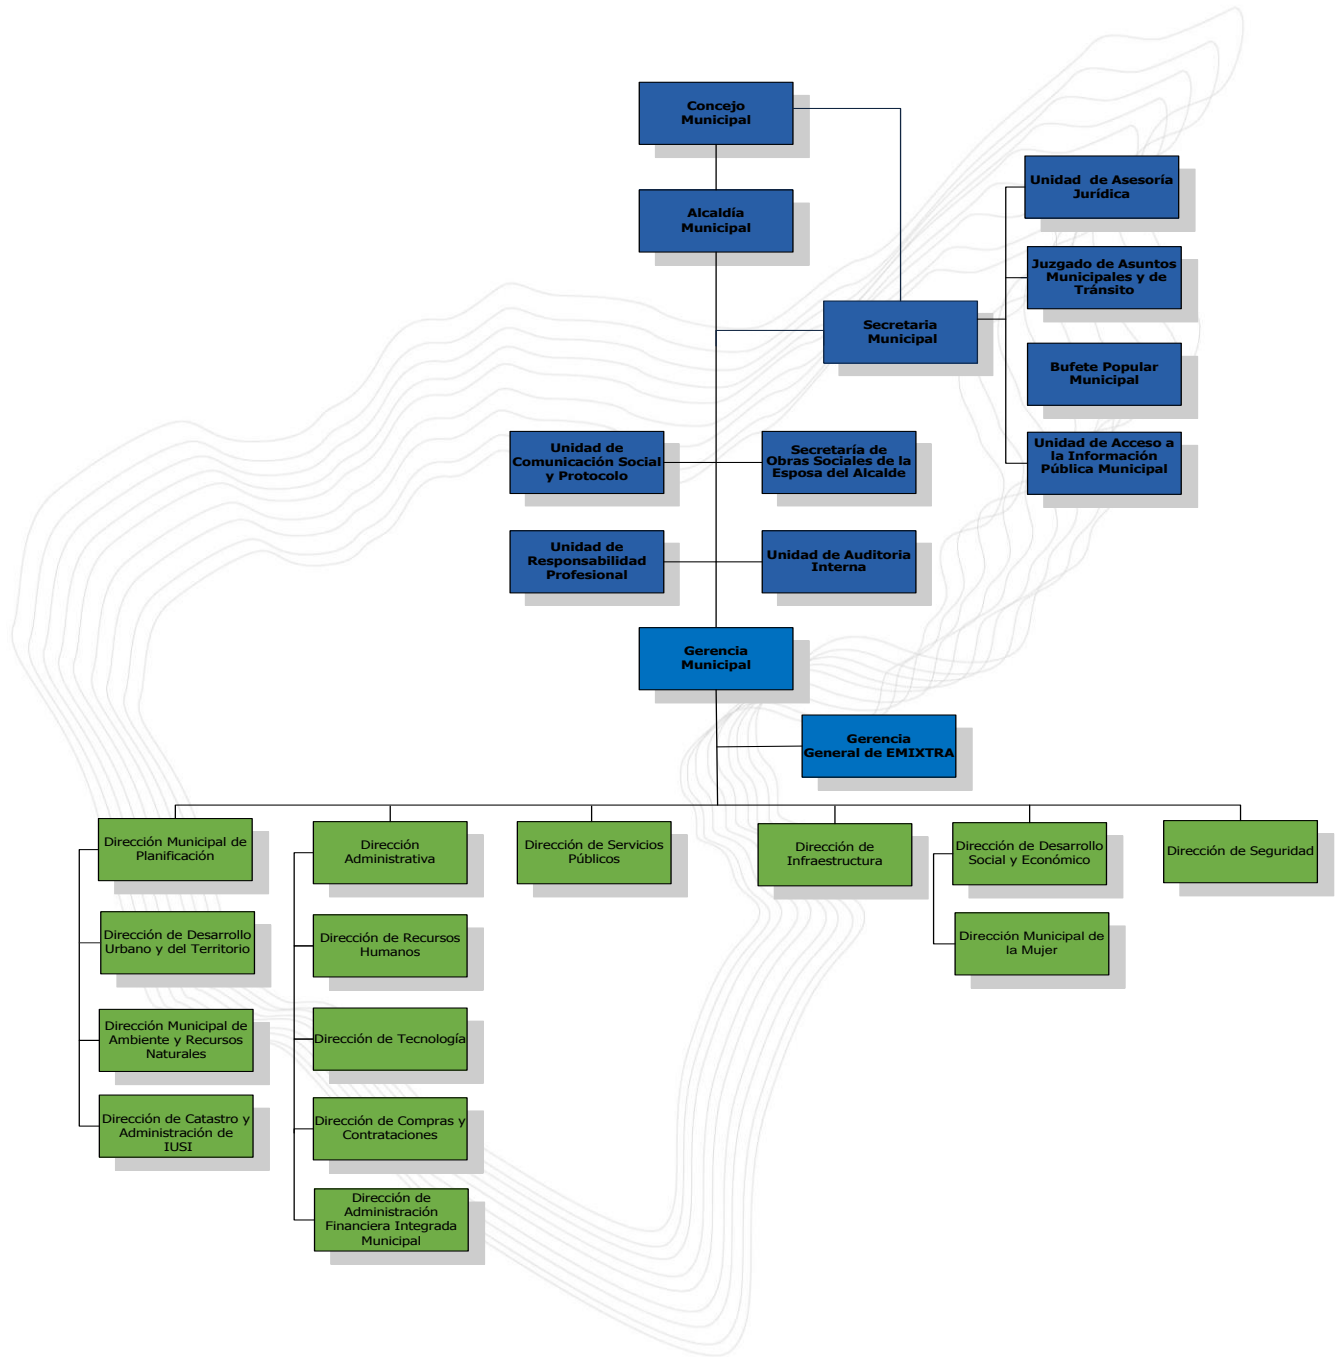 Concejo
Municipal
Alcaldía
Municipal
Unidad de Asesoría
Jurídica
Juzgado de Asuntos
Municipales y de
Tránsito
Secretaria
Municipal
Bufete Popular
Municipal
Unidad de
Comunicación Social
y Protocolo
Secretaría de
Obras Sociales de la
Esposa del Alcalde
Unidad de Acceso a
la Información
Pública Municipal
Unidad de
Responsabilidad
Profesional
Unidad de Auditoria
Interna
Gerencia
Municipal
Gerencia
General de EMIXTRA
Dirección Municipal de
Planificación
Dirección
Administrativa
Dirección de Servicios
Públicos
Dirección de
Infraestructura
Dirección de Desarrollo
Social y Económico
Dirección de Seguridad
Dirección de Desarrollo
Urbano y del Territorio
Dirección de Recursos
Humanos
Dirección Municipal de
la Mujer
Dirección Municipal de
Ambiente y Recursos
Naturales
Dirección de Tecnología
Dirección de Catastro y
Administración de
IUSI
Dirección de Compras y
Contrataciones
Dirección de
Administración
Financiera Integrada
Municipal